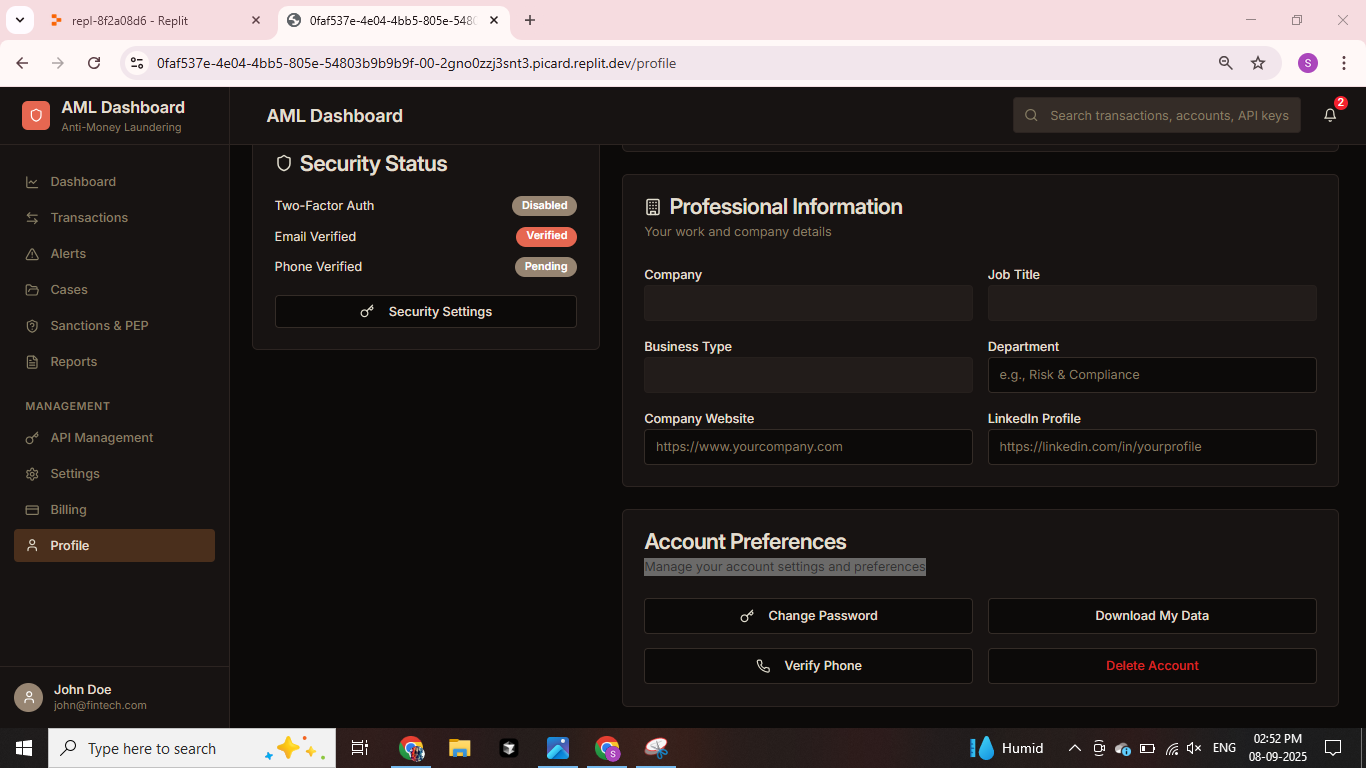 repl-8f2a08d6 - Replit
0faf537e-4e04-4bb5-805e-5480
0faf537e-4e04-4bb5-805e-54803b9b9b9f-00-2gno0zzj3snt3.picard.replit.dev/profile
S
AML Dashboard
Anti-Money Laundering
AML Dashboard
Search transactions, accounts, API keys
2
Dashboard
Transactions
Alerts
Cases
Sanctions & PEP
Reports
MANAGEMENT
API Management
Settings
Billing
Profile
John Doe
john@fintech.com
Security Status
Two-Factor Auth Disabled
Email Verified Verified
Phone Verified Pending
Security Settings
Professional Information
Your work and company details
Company Job Title
Business Type Department
e.g., Risk & Compliance
Company Website LinkedIn Profile
https://www.yourcompany.com https://linkedin.com/in/yourprofile
Account Preferences
Manage your account settings and preferences
Change Password Download My Data
Verify Phone Delete Account
Type here to search
S
Humid
ENG
02:52 PM
08-09-2025